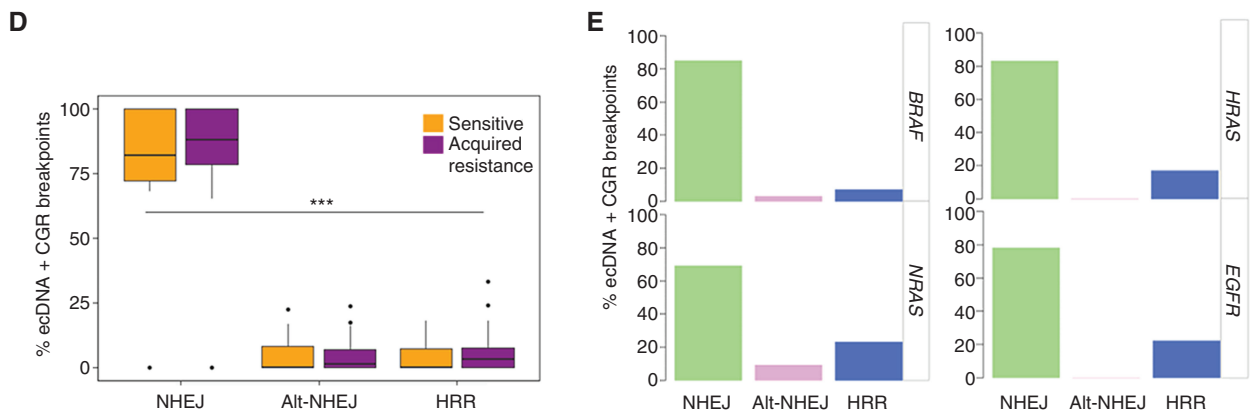 D
% ecDNA + CGR breakpoints
100
75
50
25
0
Sensitive
Acquired
resistance
***
NHEJ
Alt-NHEJ
HRR
E
% ecDNA + CGR breakpoints
100
80
60
40
20
0
BRAF
100
80
60
40
20
0
HRAS
100
80
60
40
20
0
NRAS
100
80
60
40
20
0
EGFR
NHEJ
Alt-NHEJ
HRR
NHEJ
Alt-NHEJ
HRR